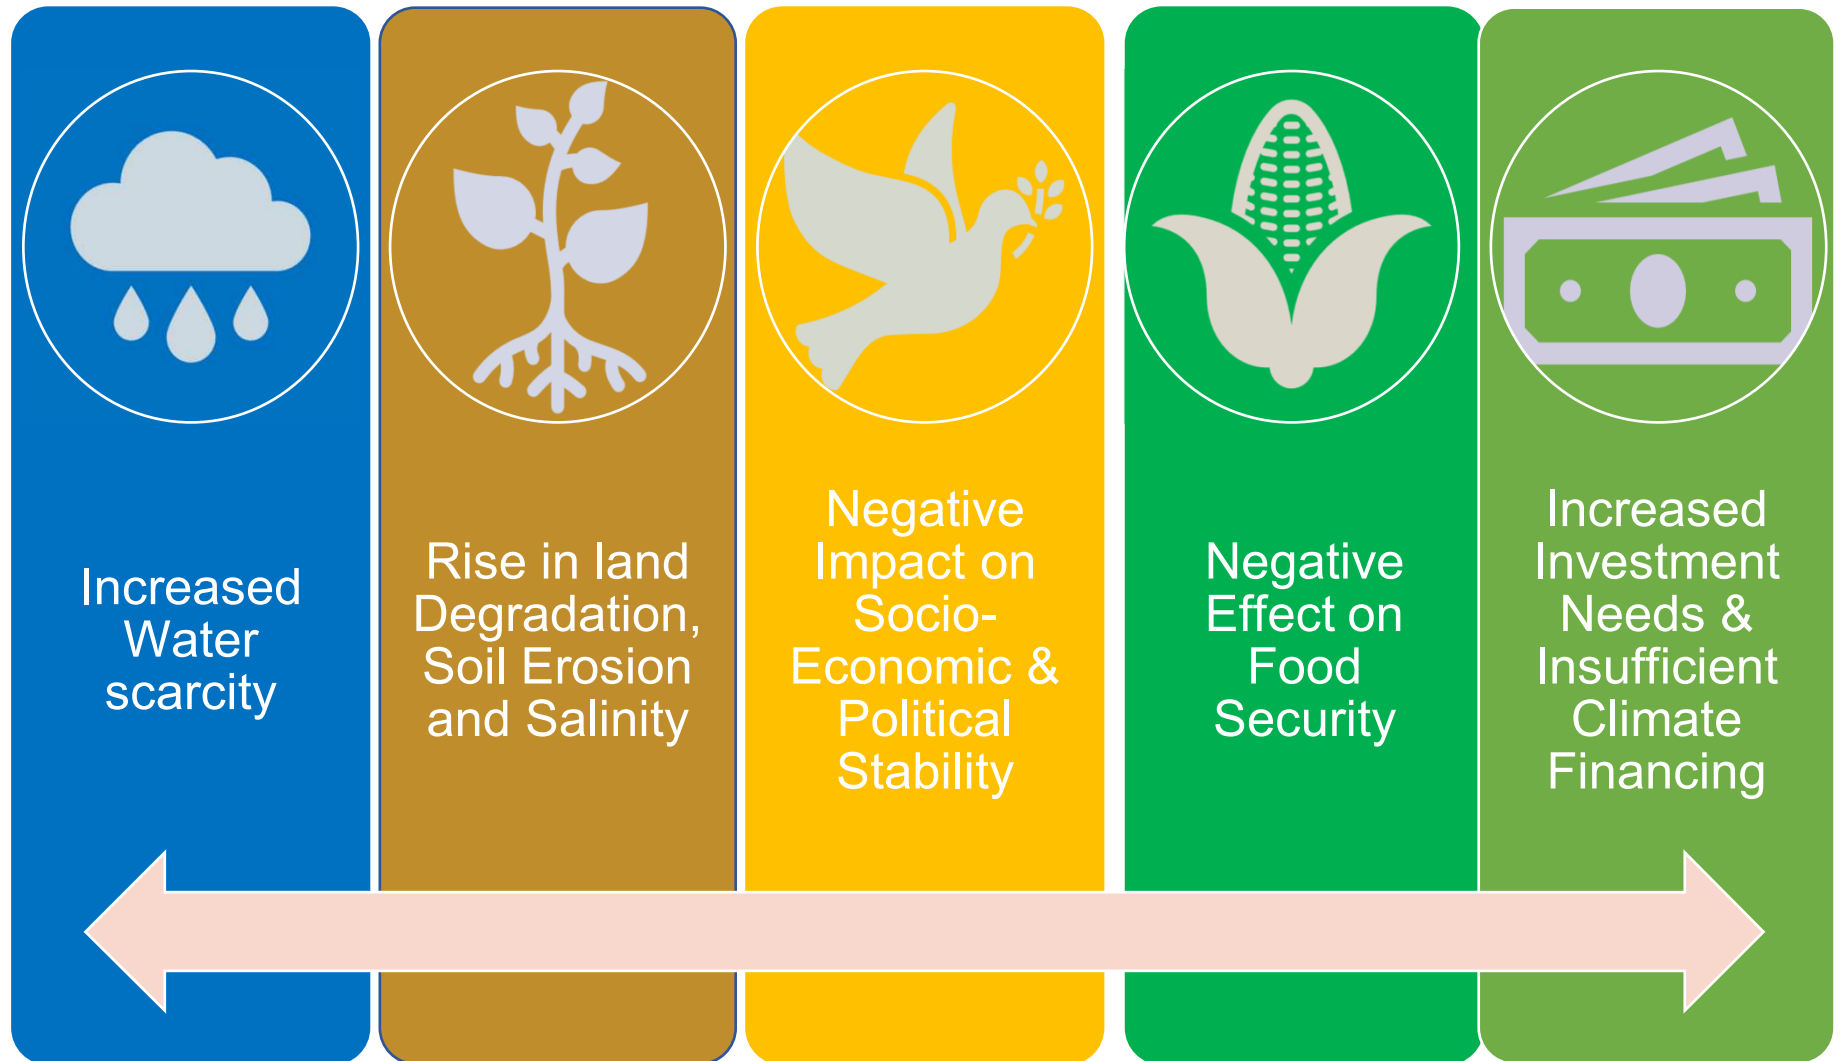 Increased
Water
scarcity
Rise in land
Degradation,
Soil Erosion
and Salinity
Negative
Impact on
Socio-
Economic &
Political
Stability
Negative
Effect on
Food
Security
Increased
Investment
Needs &
Insufficient
Climate
Financing